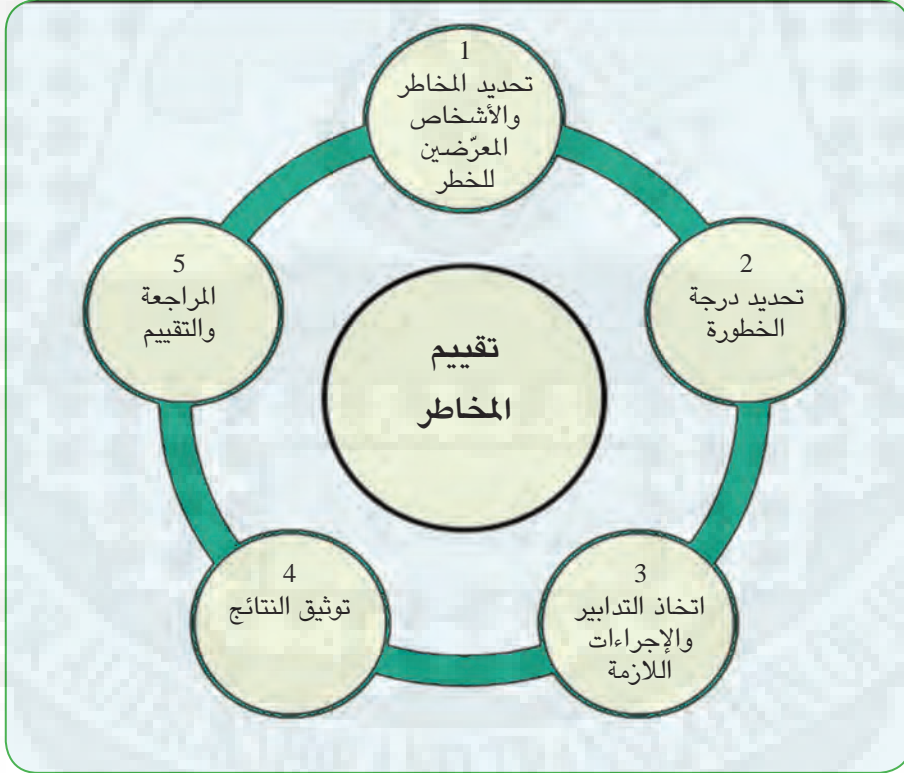 1
تحديد المخاطر
والأشخاص
المعرّضين
للخطر
2
تحديد درجة
الخطورة
3
اتخاذ التدابير
والإجراءات
اللازمة
4
توثيق النتائج
5
المراجعة
والتقييم
تقييم
المخاطر